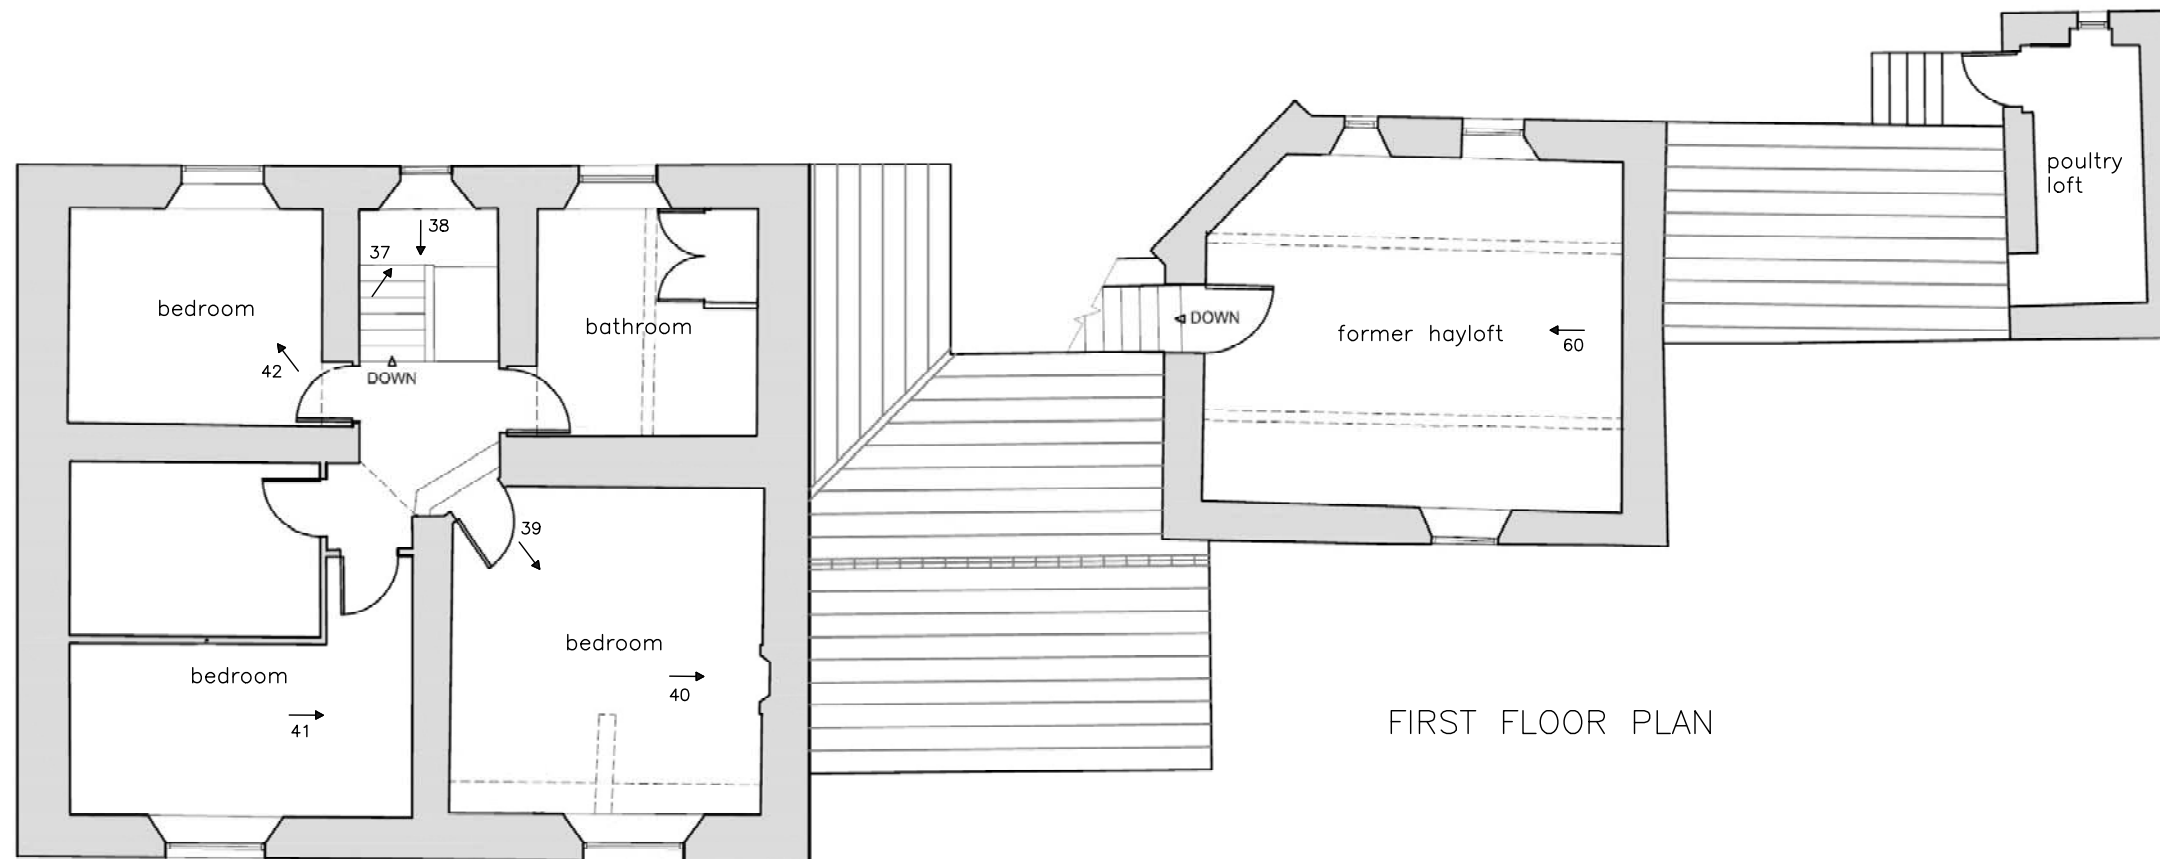 poultry
loft
38
37
bedroom
bathroom
DOWN
former hayloft
60
42
DOWN
39
bedroom
40
bedroom
41
FIRST FLOOR PLAN